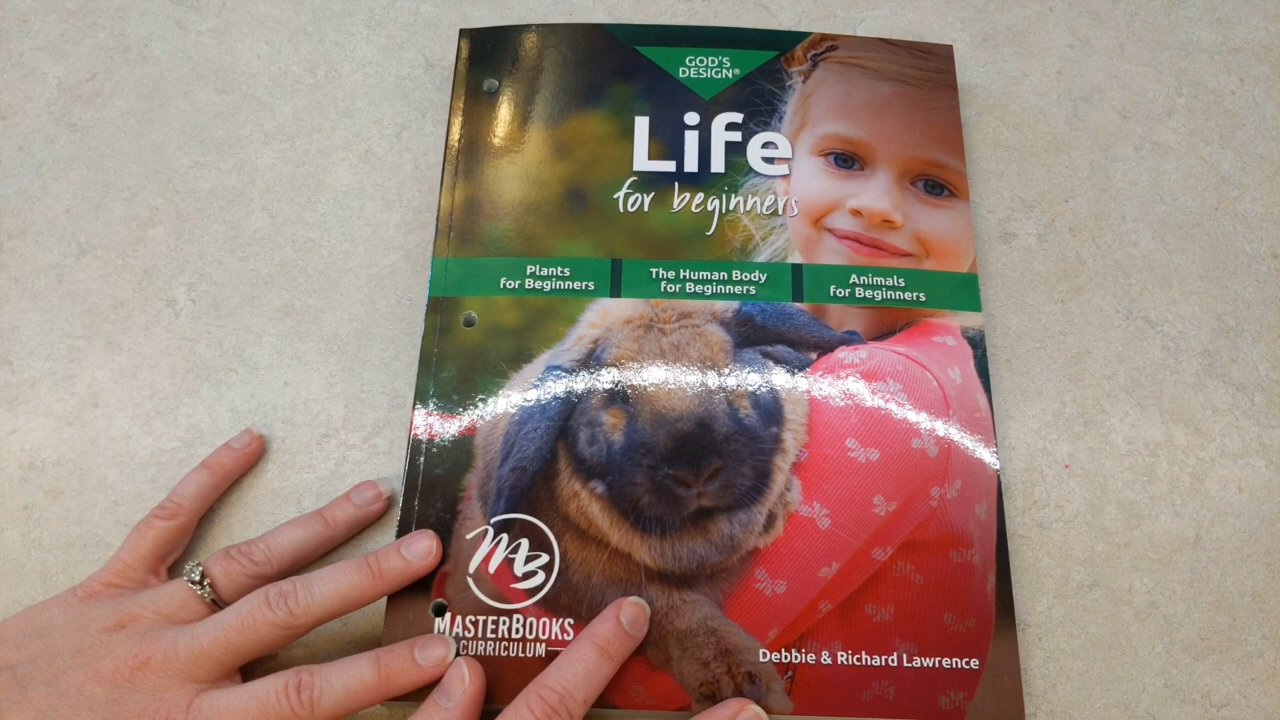 GOD'S
DESIGN®
Life
for beginners
Plants
for Beginners
The Human Body
for Beginners
Animals
for Beginners
MB
MASTERBOOKS
CURRICULUM
Debbie & Richard Lawrence